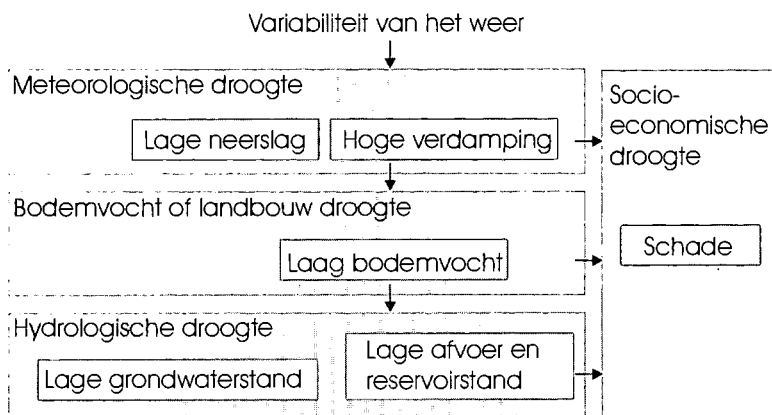 Variabiliteit van het weer
Meteorologische droogte
Lage neerslag
Hoge verdamping
Socio-
economische
droogte
Bodemvocht of landbouw droogte
Laag bodemvocht
Schade
Hydrologische droogte
Lage grondwaterstand
Lage afvoer en
reservoirstand